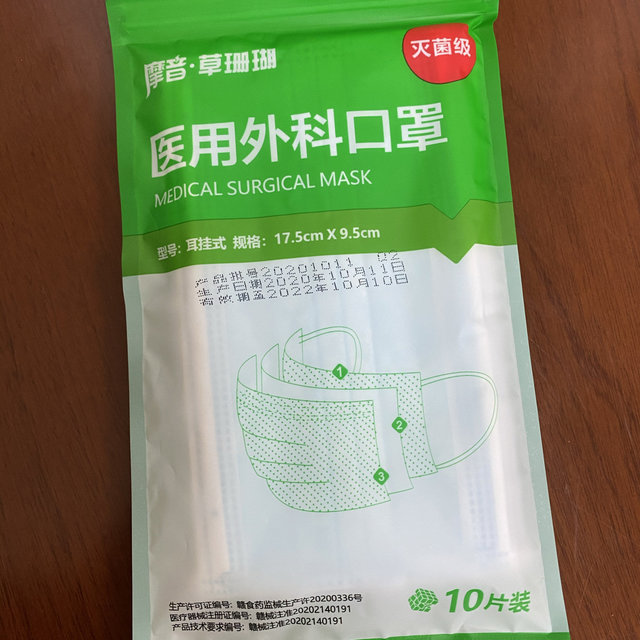 灭菌级
摩音·草珊瑚
医用外科口罩
MEDICAL SURGICAL MASK
型号：耳挂式 规格：17.5cm X 9.5cm
产品批号20201011 02
生产日期2020年10月11日
有效期至2022年10月10日
1
2
3
生产许可证编号：赣食药监械生产许20200336号
医疗器械注册证编号：赣械注准20202140191
产品技术要求编号：赣械注准20202140191
10片装